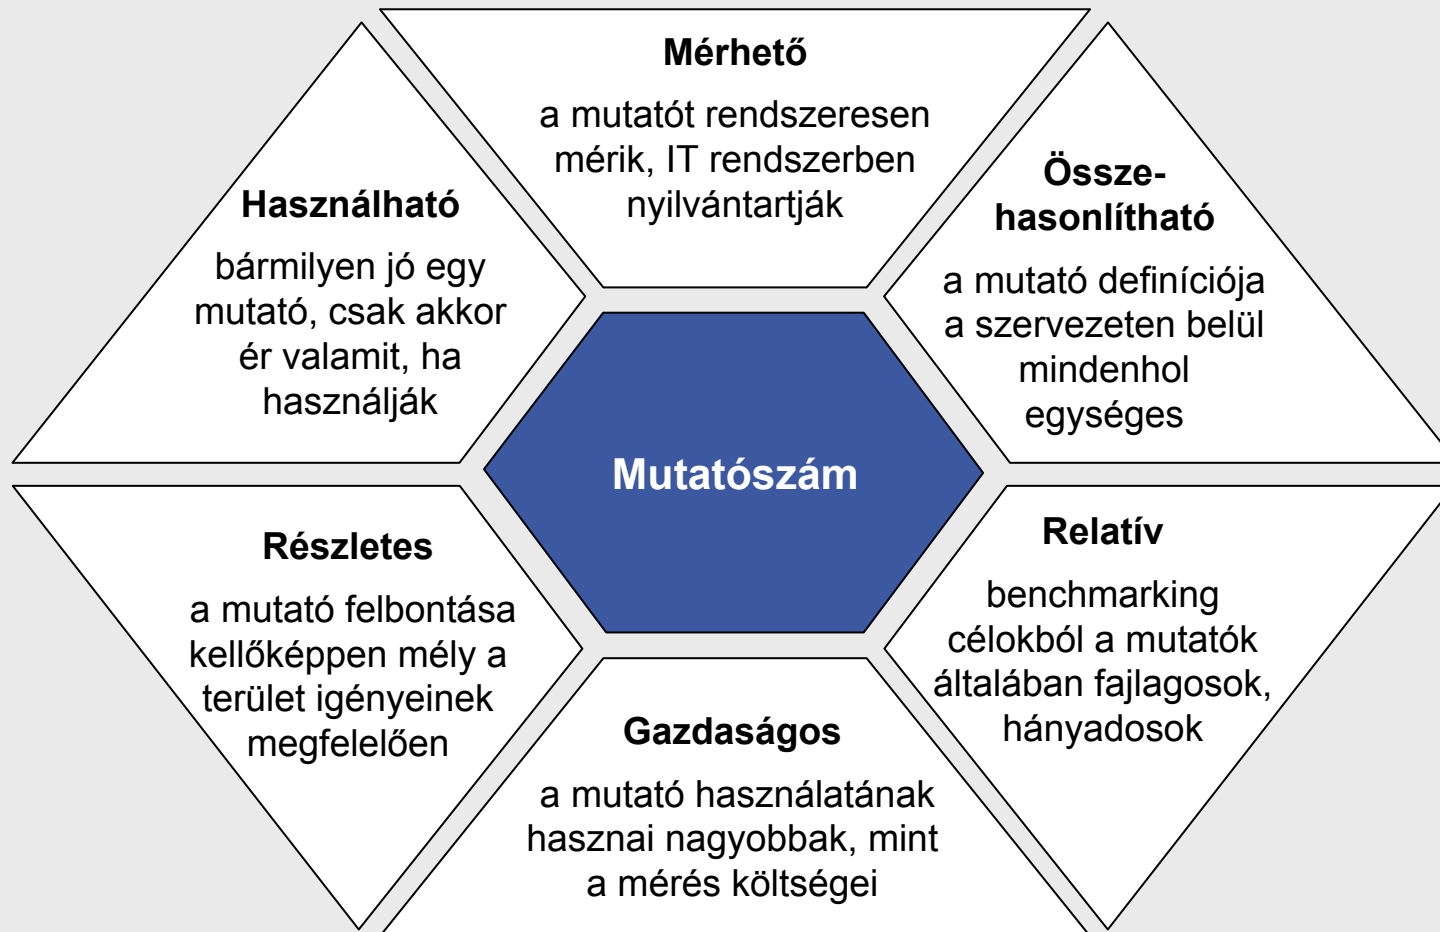 Mérhető
a mutatót rendszeresen
mérik, IT rendszerben
nyilvántartják
Össze-
hasonlítható
a mutató definíciója
a szervezeten belül
mindenhol
egységes
Használható
bármilyen jó egy
mutató, csak akkor
ér valamit, ha
használják
Mutatószám
Részletes
a mutató felbontása
kellőképpen mély a
terület igényeinek
megfelelően
Relatív
benchmarking
célokból a mutatók
általában fajlagosok,
hányadosok
Gazdaságos
a mutató használatának
hasznai nagyobbak, mint
a mérés költségei